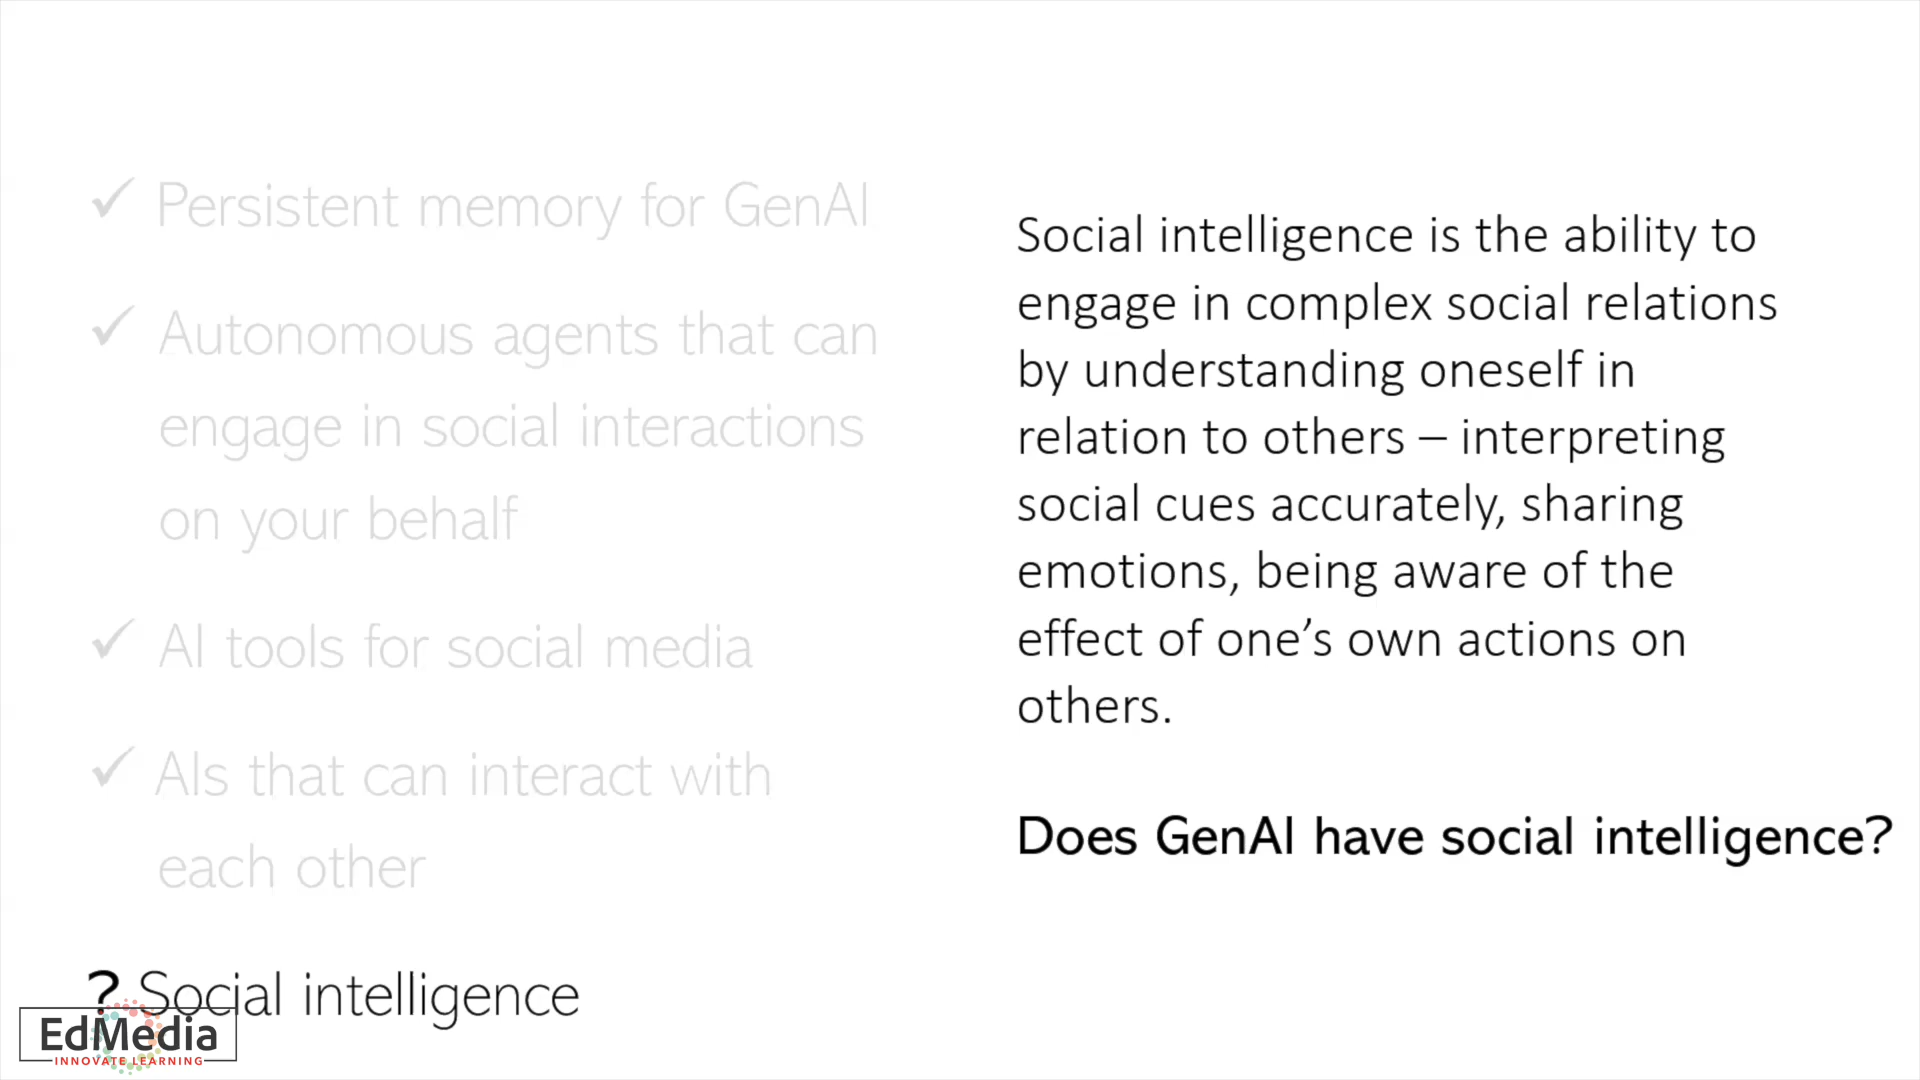 ✓ Persistent memory for GenAI
✓ Autonomous agents that can
engage in social interactions
on your behalf
✓ AI tools for social media
✓ AIs that can interact with
each other
? Social intelligence
Social intelligence is the ability to
engage in complex social relations
by understanding oneself in
relation to others – interpreting
social cues accurately, sharing
emotions, being aware of the
effect of one’s own actions on
others.
Does GenAI have social intelligence?
EdMedia
INNOVATE LEARNING